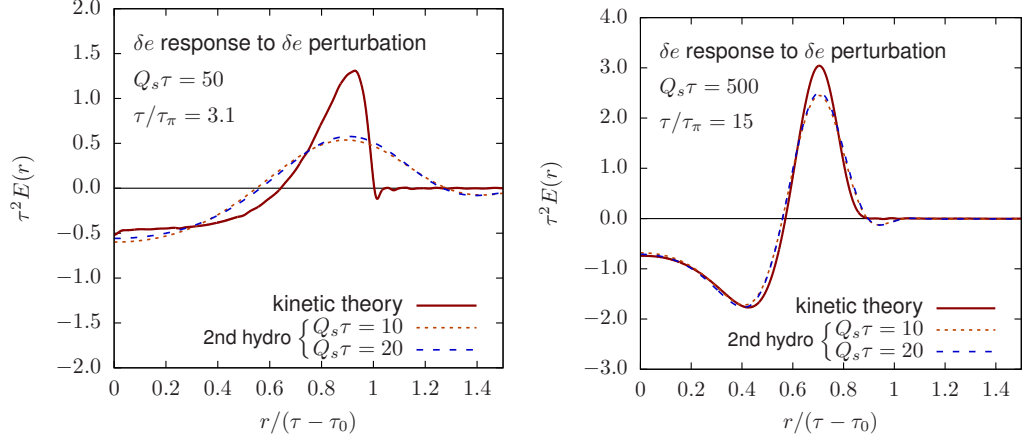 δe response to δe perturbation
Q_sτ = 50
τ/τ_π = 3.1
τ²E(r)
2.0
1.5
1.0
0.5
0.0
−0.5
−1.0
−1.5
−2.0
kinetic theory
2nd hydro { Q_sτ = 10
Q_sτ = 20
0 0.2 0.4 0.6 0.8 1 1.2 1.4
r/(τ − τ₀)
δe response to δe perturbation
Q_sτ = 500
τ/τ_π = 15
τ²E(r)
4.0
3.0
2.0
1.0
0.0
−1.0
−2.0
−3.0
kinetic theory
2nd hydro { Q_sτ = 10
Q_sτ = 20
0 0.2 0.4 0.6 0.8 1 1.2 1.4
r/(τ − τ₀)